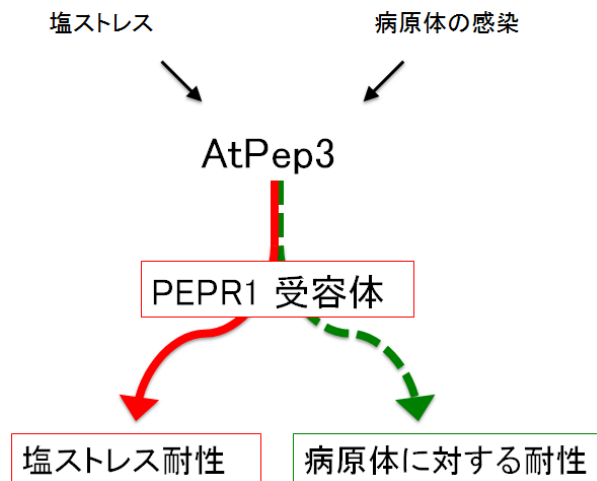 塩ストレス
病原体の感染
AtPep3
PEPR1 受容体
塩ストレス耐性
病原体に対する耐性